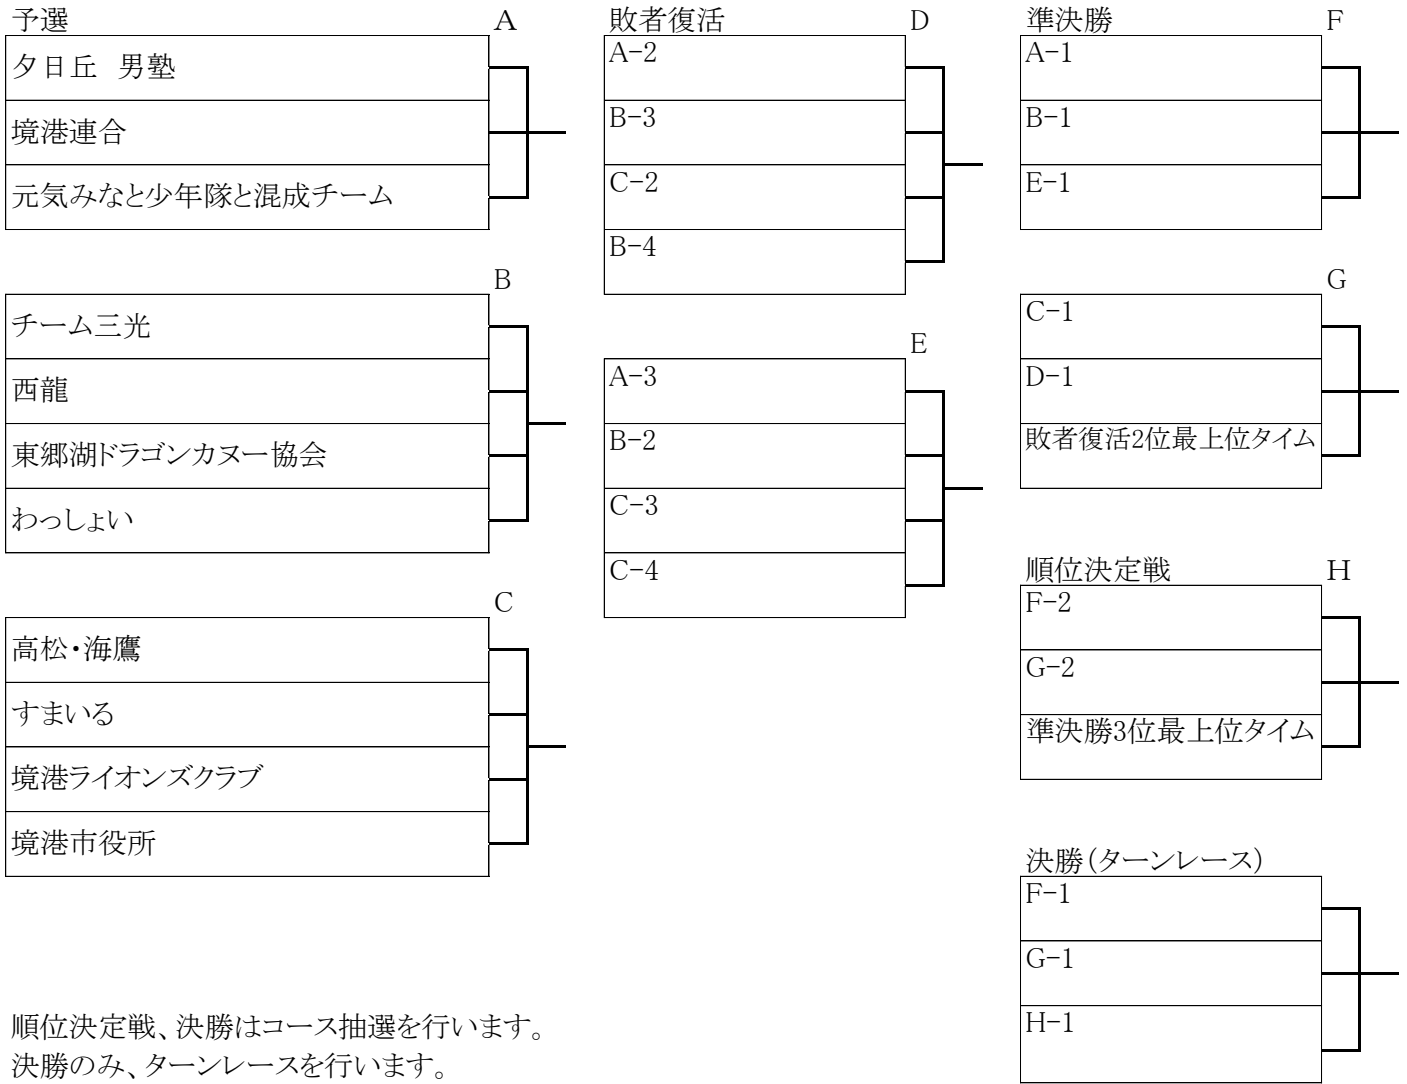 予選 A
夕日丘　男塾
境港連合
元気みなと少年隊と混成チーム
B
チーム三光
西龍
東郷湖ドラゴンカヌー協会
わっしょい
C
高松・海鷹
すまいる
境港ライオンズクラブ
境港市役所
敗者復活 D
A-2
B-3
C-2
B-4
E
A-3
B-2
C-3
C-4
準決勝 F
A-1
B-1
E-1
G
C-1
D-1
敗者復活2位最上位タイム
順位決定戦 H
F-2
G-2
準決勝3位最上位タイム
決勝(ターンレース)
F-1
G-1
H-1
順位決定戦、決勝はコース抽選を行います。
決勝のみ、ターンレースを行います。